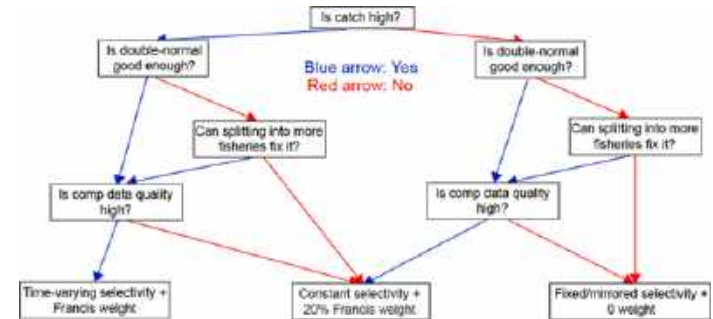 Is catch high?
Is double-normal
good enough?
Is double-normal
good enough?
Blue arrow: Yes
Red arrow: No
Can splitting into more
fisheries fix it?
Can splitting into more
fisheries fix it?
Is comp data quality
high?
Is comp data quality
high?
Time-varying selectivity +
Francis weight
Constant selectivity +
20% Francis weight
Fixed/mirrored selectivity +
0 weight